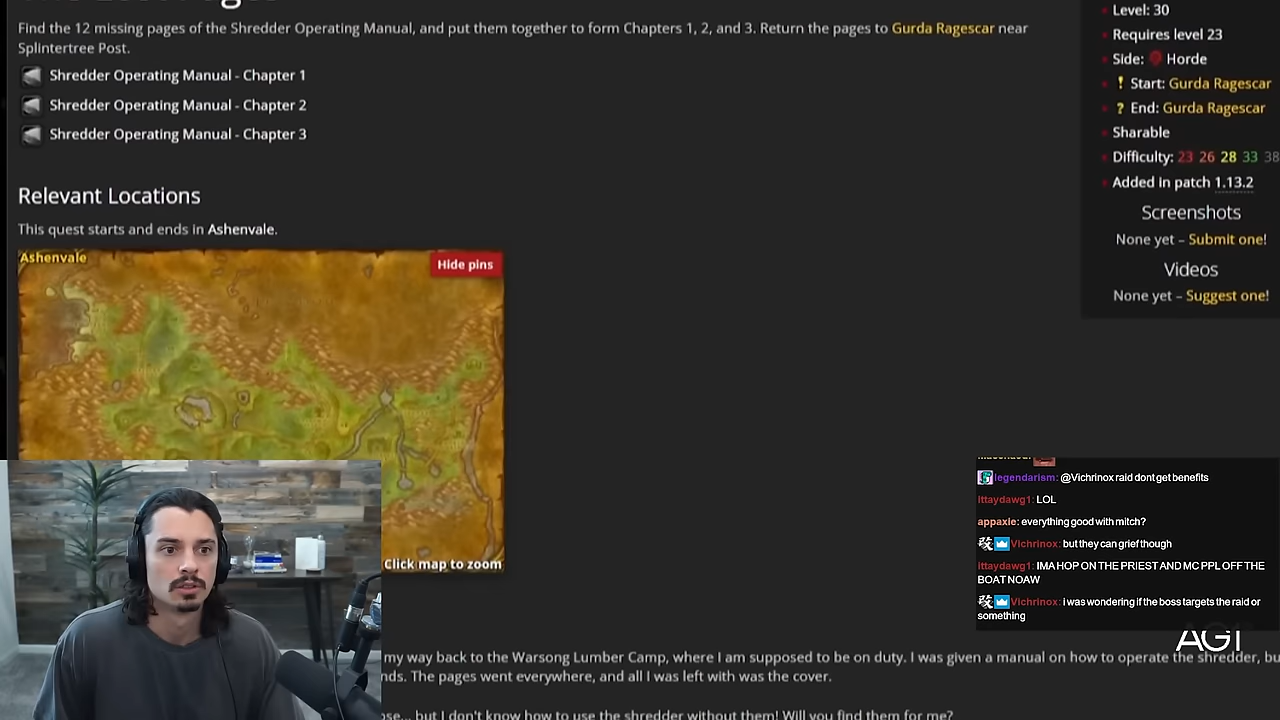 Find the 12 missing pages of the Shredder Operating Manual, and put them together to form Chapters 1, 2, and 3. Return the pages to Gurda Ragescar near
Splintertree Post.
Shredder Operating Manual - Chapter 1
Shredder Operating Manual - Chapter 2
Shredder Operating Manual - Chapter 3
Relevant Locations
This quest starts and ends in Ashenvale.
Ashenvale
Hide pins
Click map to zoom
my way back to the Warsong Lumber Camp, where I am supposed to be on duty. I was given a manual on how to operate the shredder, bu
nds. The pages went everywhere, and all I was left with was the cover.
ose... but I don't know how to use the shredder without them! Will you find them for me?
Level: 30
Requires level 23
Side: Horde
! Start: Gurda Ragescar
? End: Gurda Ragescar
Sharable
Difficulty: 23 26 28 33 38
Added in patch 1.13.2
Screenshots
None yet – Submit one!
Videos
None yet – Suggest one!
legendarism: @Vichrinox raid dont get benefits
ittaydawg1: LOL
appaxie: everything good with mitch?
Vichrinox: but they can grief though
ittaydawg1: IMA HOP ON THE PRIEST AND MC PPL OFF THE
BOAT NOAW
Vichrinox: i was wondering if the boss targets the raid or
something